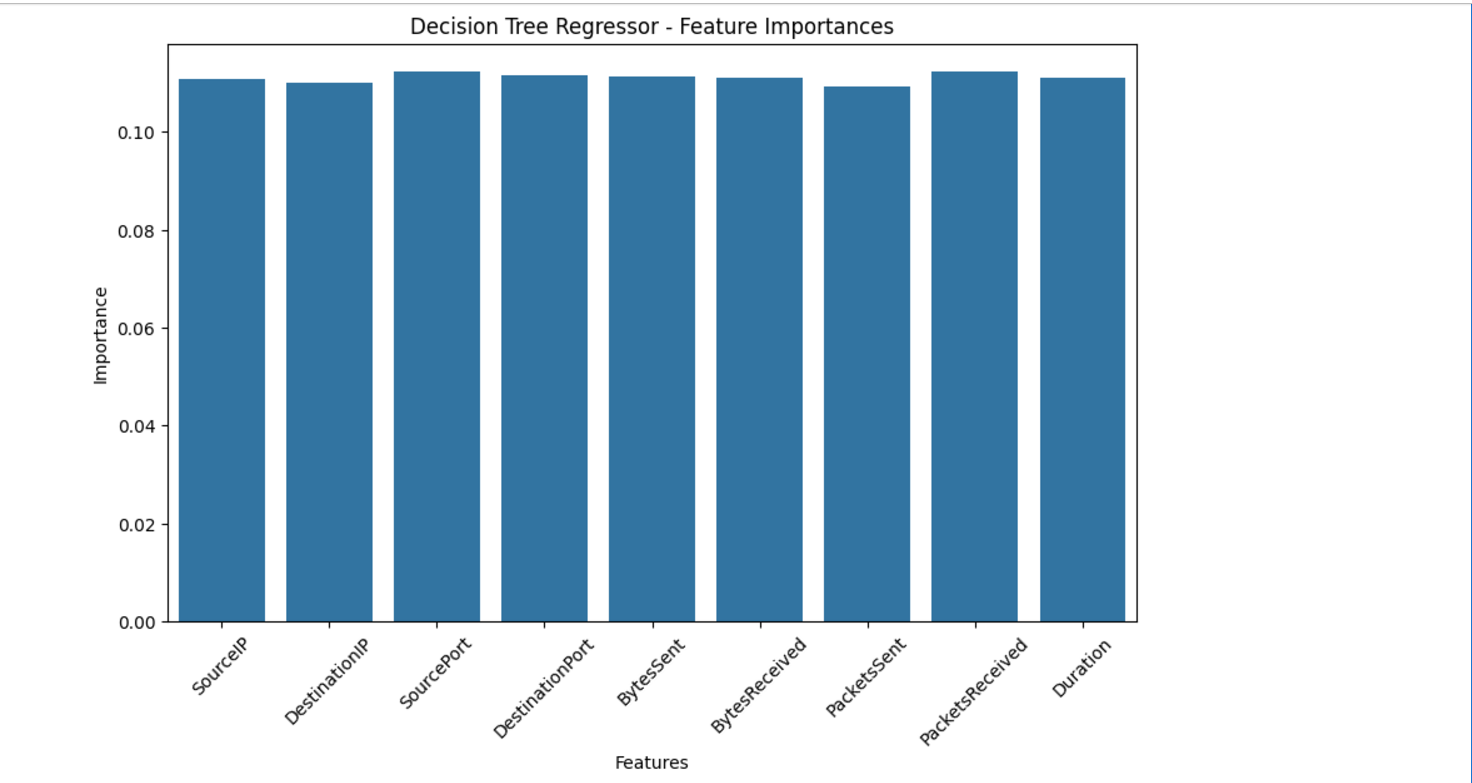 Decision Tree Regressor - Feature Importances
0.10
0.08
0.06
0.04
0.02
0.00
Importance
SourceIP
DestinationIP
SourcePort
DestinationPort
BytesSent
BytesReceived
PacketsSent
PacketsReceived
Duration
Features